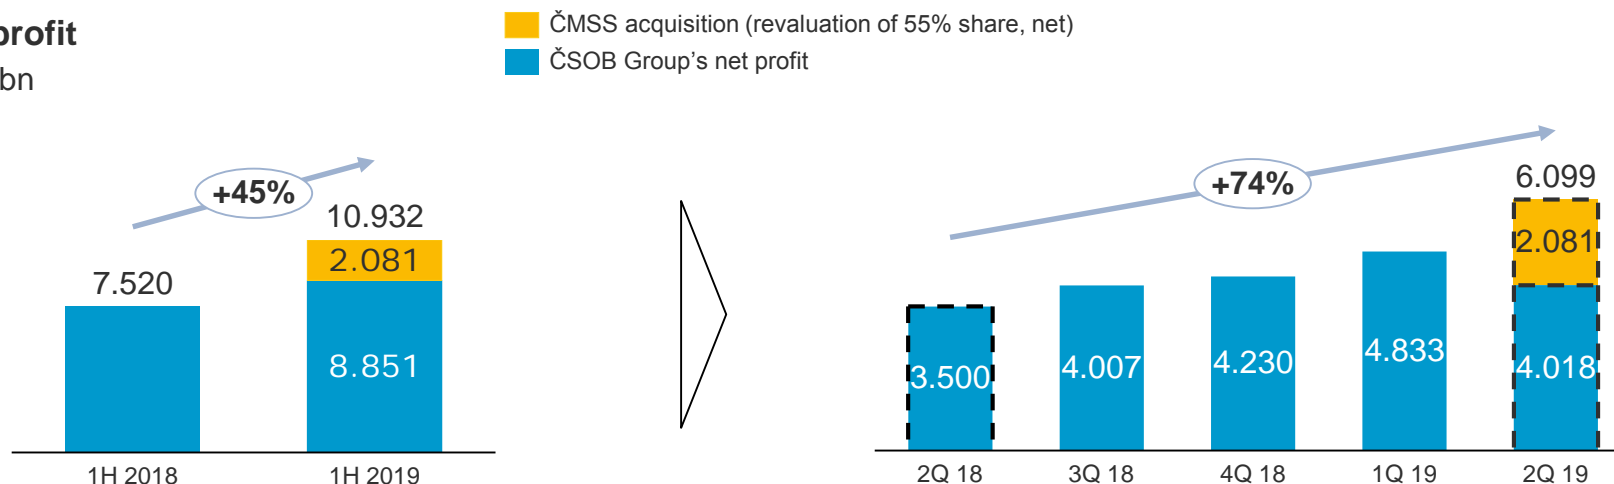 profit
bn
ČMSS acquisition (revaluation of 55% share, net)
ČSOB Group's net profit
+45%
7.520
10.932
2.081
8.851
1H 2018
1H 2019
+74%
3.500
4.007
4.230
4.833
6.099
2.081
4.018
2Q 18
3Q 18
4Q 18
1Q 19
2Q 19